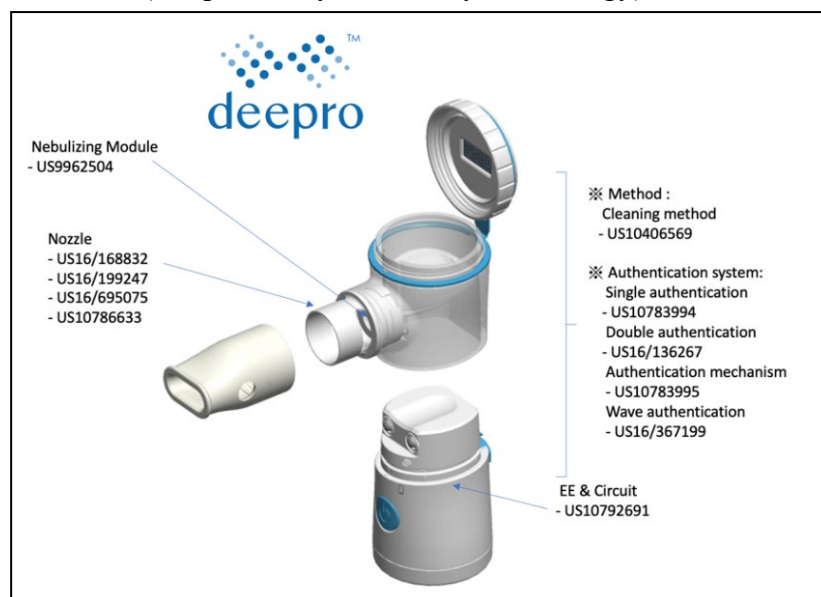 TM
deepro
Nebulizing Module
- US9962504
Nozzle
- US16/168832
- US16/199247
- US16/695075
- US10786633
※ Method :
Cleaning method
- US10406569
※ Authentication system:
Single authentication
- US10783994
Double authentication
- US16/136267
Authentication mechanism
- US10783995
Wave authentication
- US16/367199
EE & Circuit
- US10792691